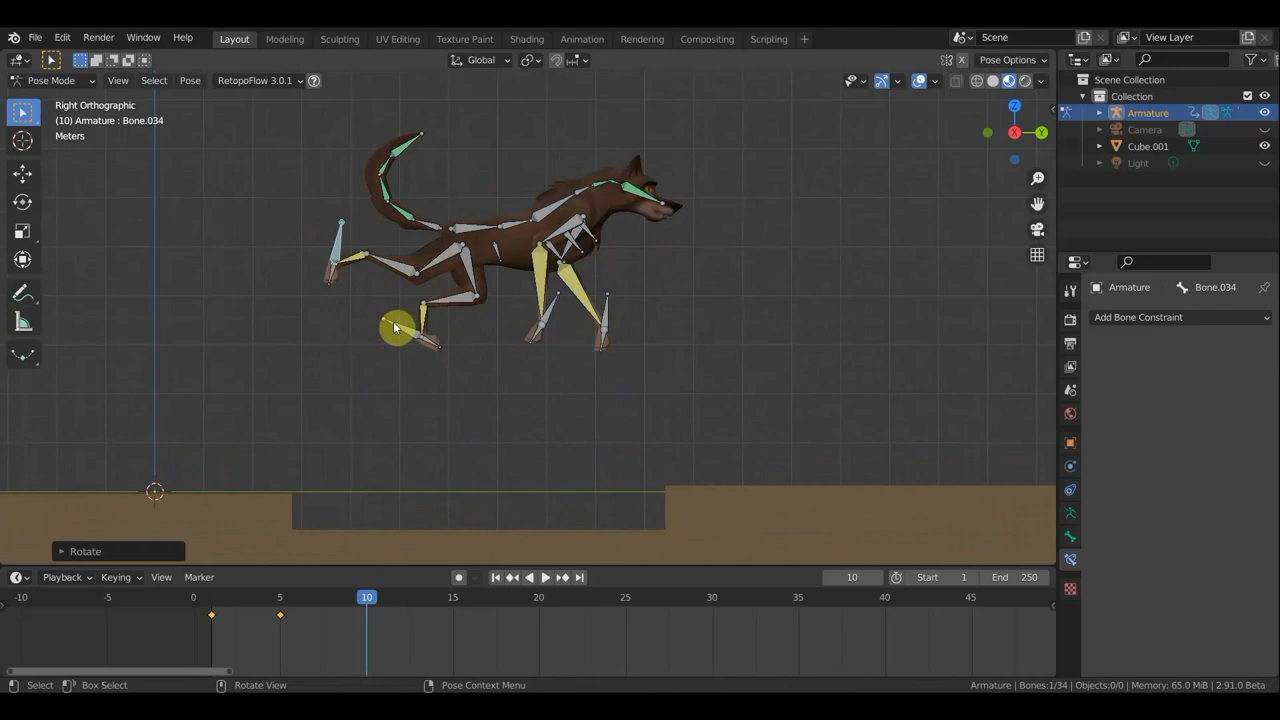 File Edit Render Window Help Layout Modeling Sculpting UV Editing Texture Paint Shading Animation Rendering Compositing Scripting + Scene View Layer
Global Pose Options
Pose Mode View Select Pose RetopoFlow 3.0.1
Right Orthographic
(10) Armature : Bone.034
Meters
Scene Collection
Collection
Armature
Camera
Cube.001
Light
Z
X
Y
Armature Bone.034
Add Bone Constraint
Rotate
Playback Keying View Marker 10 Start 1 End 250
-10 -5 0 5 10 15 20 25 30 35 40 45
Select Box Select Rotate View Pose Context Menu Armature | Bones:1/34 | Objects:0/0 | Memory: 65.0 MiB | 2.91.0 Beta